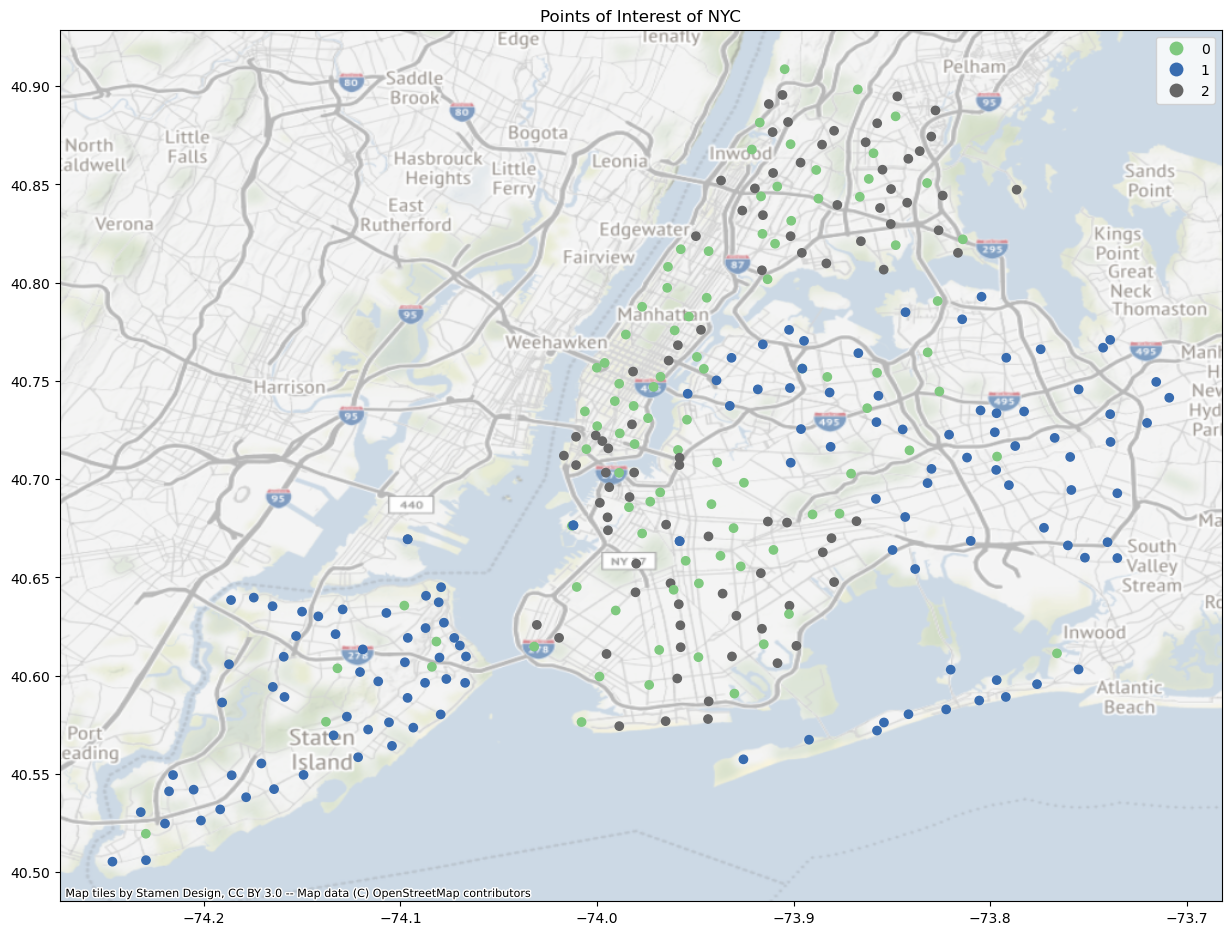 Points of Interest of NYC
Edge
Tenafly
0
1
2
40.90
40.85
40.80
40.75
40.70
40.65
40.60
40.55
40.50
80
Saddle
Brook
80
Pelham
95
Bogota
Little
Falls
North
aldwell
Hasbrouck
Heights
Leonia
Inwood
Little
Ferry
Sands
Point
Verona
East
Rutherford
Edgewater
Fairview
87
295
Kings
Point
Great
Neck
Thomaston
95
Manhattan
Weehawken
495
Harrison
95
495
495
95
440
NY 27
South
Valley
Stream
278
278
Inwood
Atlantic
Beach
Port
eading
Staten
Island
Map tiles by Stamen Design, CC BY 3.0 -- Map data (C) OpenStreetMap contributors
−74.2
−74.1
−74.0
−73.9
−73.8
−73.7